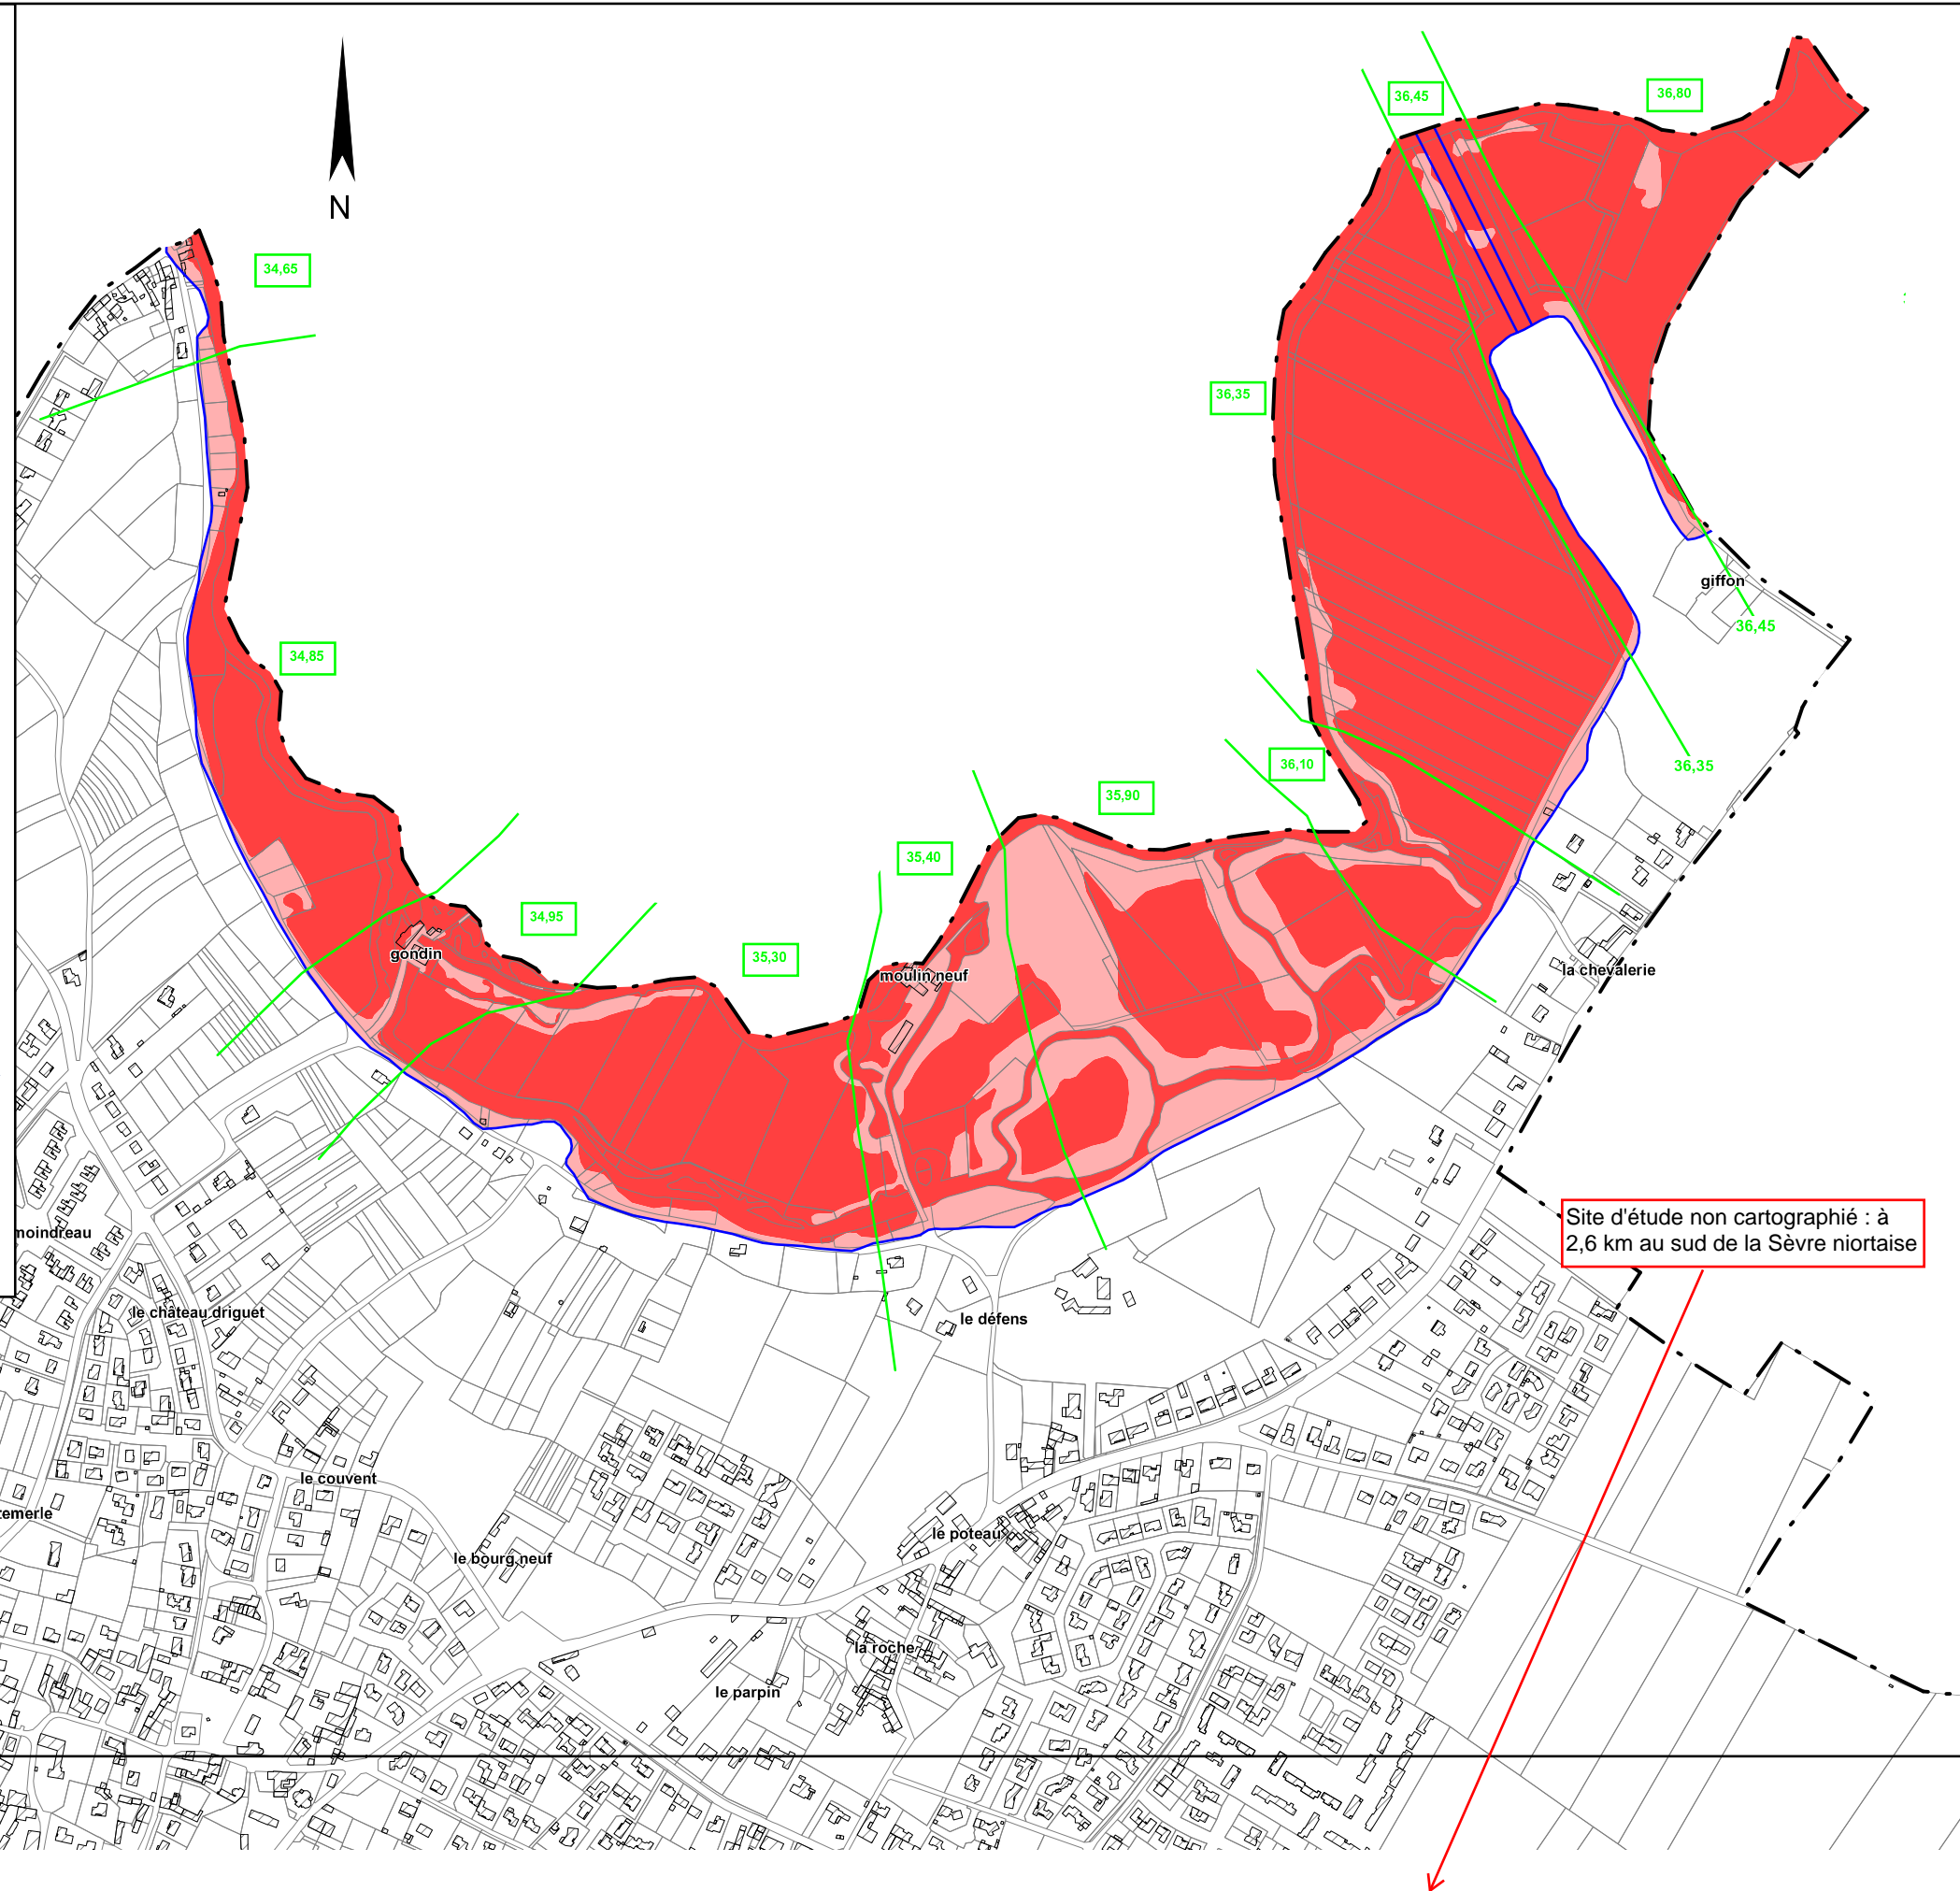 36,45
36,80
N
34,65
36,35
giffon
36,45
34,85
36,35
36,10
35,90
35,40
34,95
35,30
gondin
moulin neuf
la chevalerie
Site d'étude non cartographié : à
2,6 km au sud de la Sèvre niortaise
moindreau
le château driguet
le défens
le couvent
temerle
le poteau
le bourg neuf
la roche
le parpin